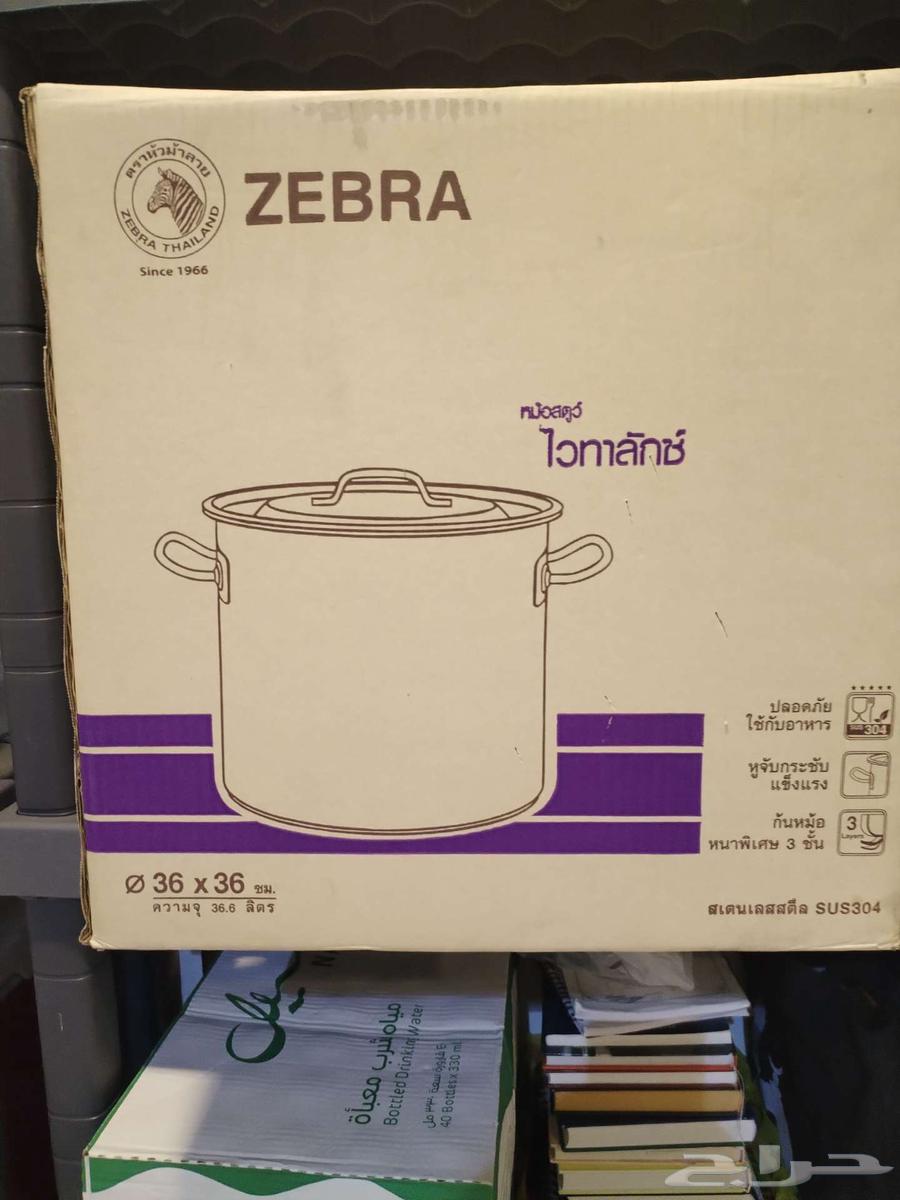 ตราหัวม้าลาย
ZEBRA THAILAND
Since 1966
ZEBRA
หม้อสตูว์
ไวทาลักซ์
ปลอดภัย
ใช้กับอาหาร
SUS 304
หูจับกระชับ
แข็งแรง
ก้นหม้อ
หนาพิเศษ 3 ชั้น
3
Layers
Ø 36 x 36 ซม.
ความจุ 36.6 ลิตร
สเตนเลสสตีล SUS304
مياه شرب معبأة
Bottled Drinking Water
40 Bottles x 330 ml
حراج